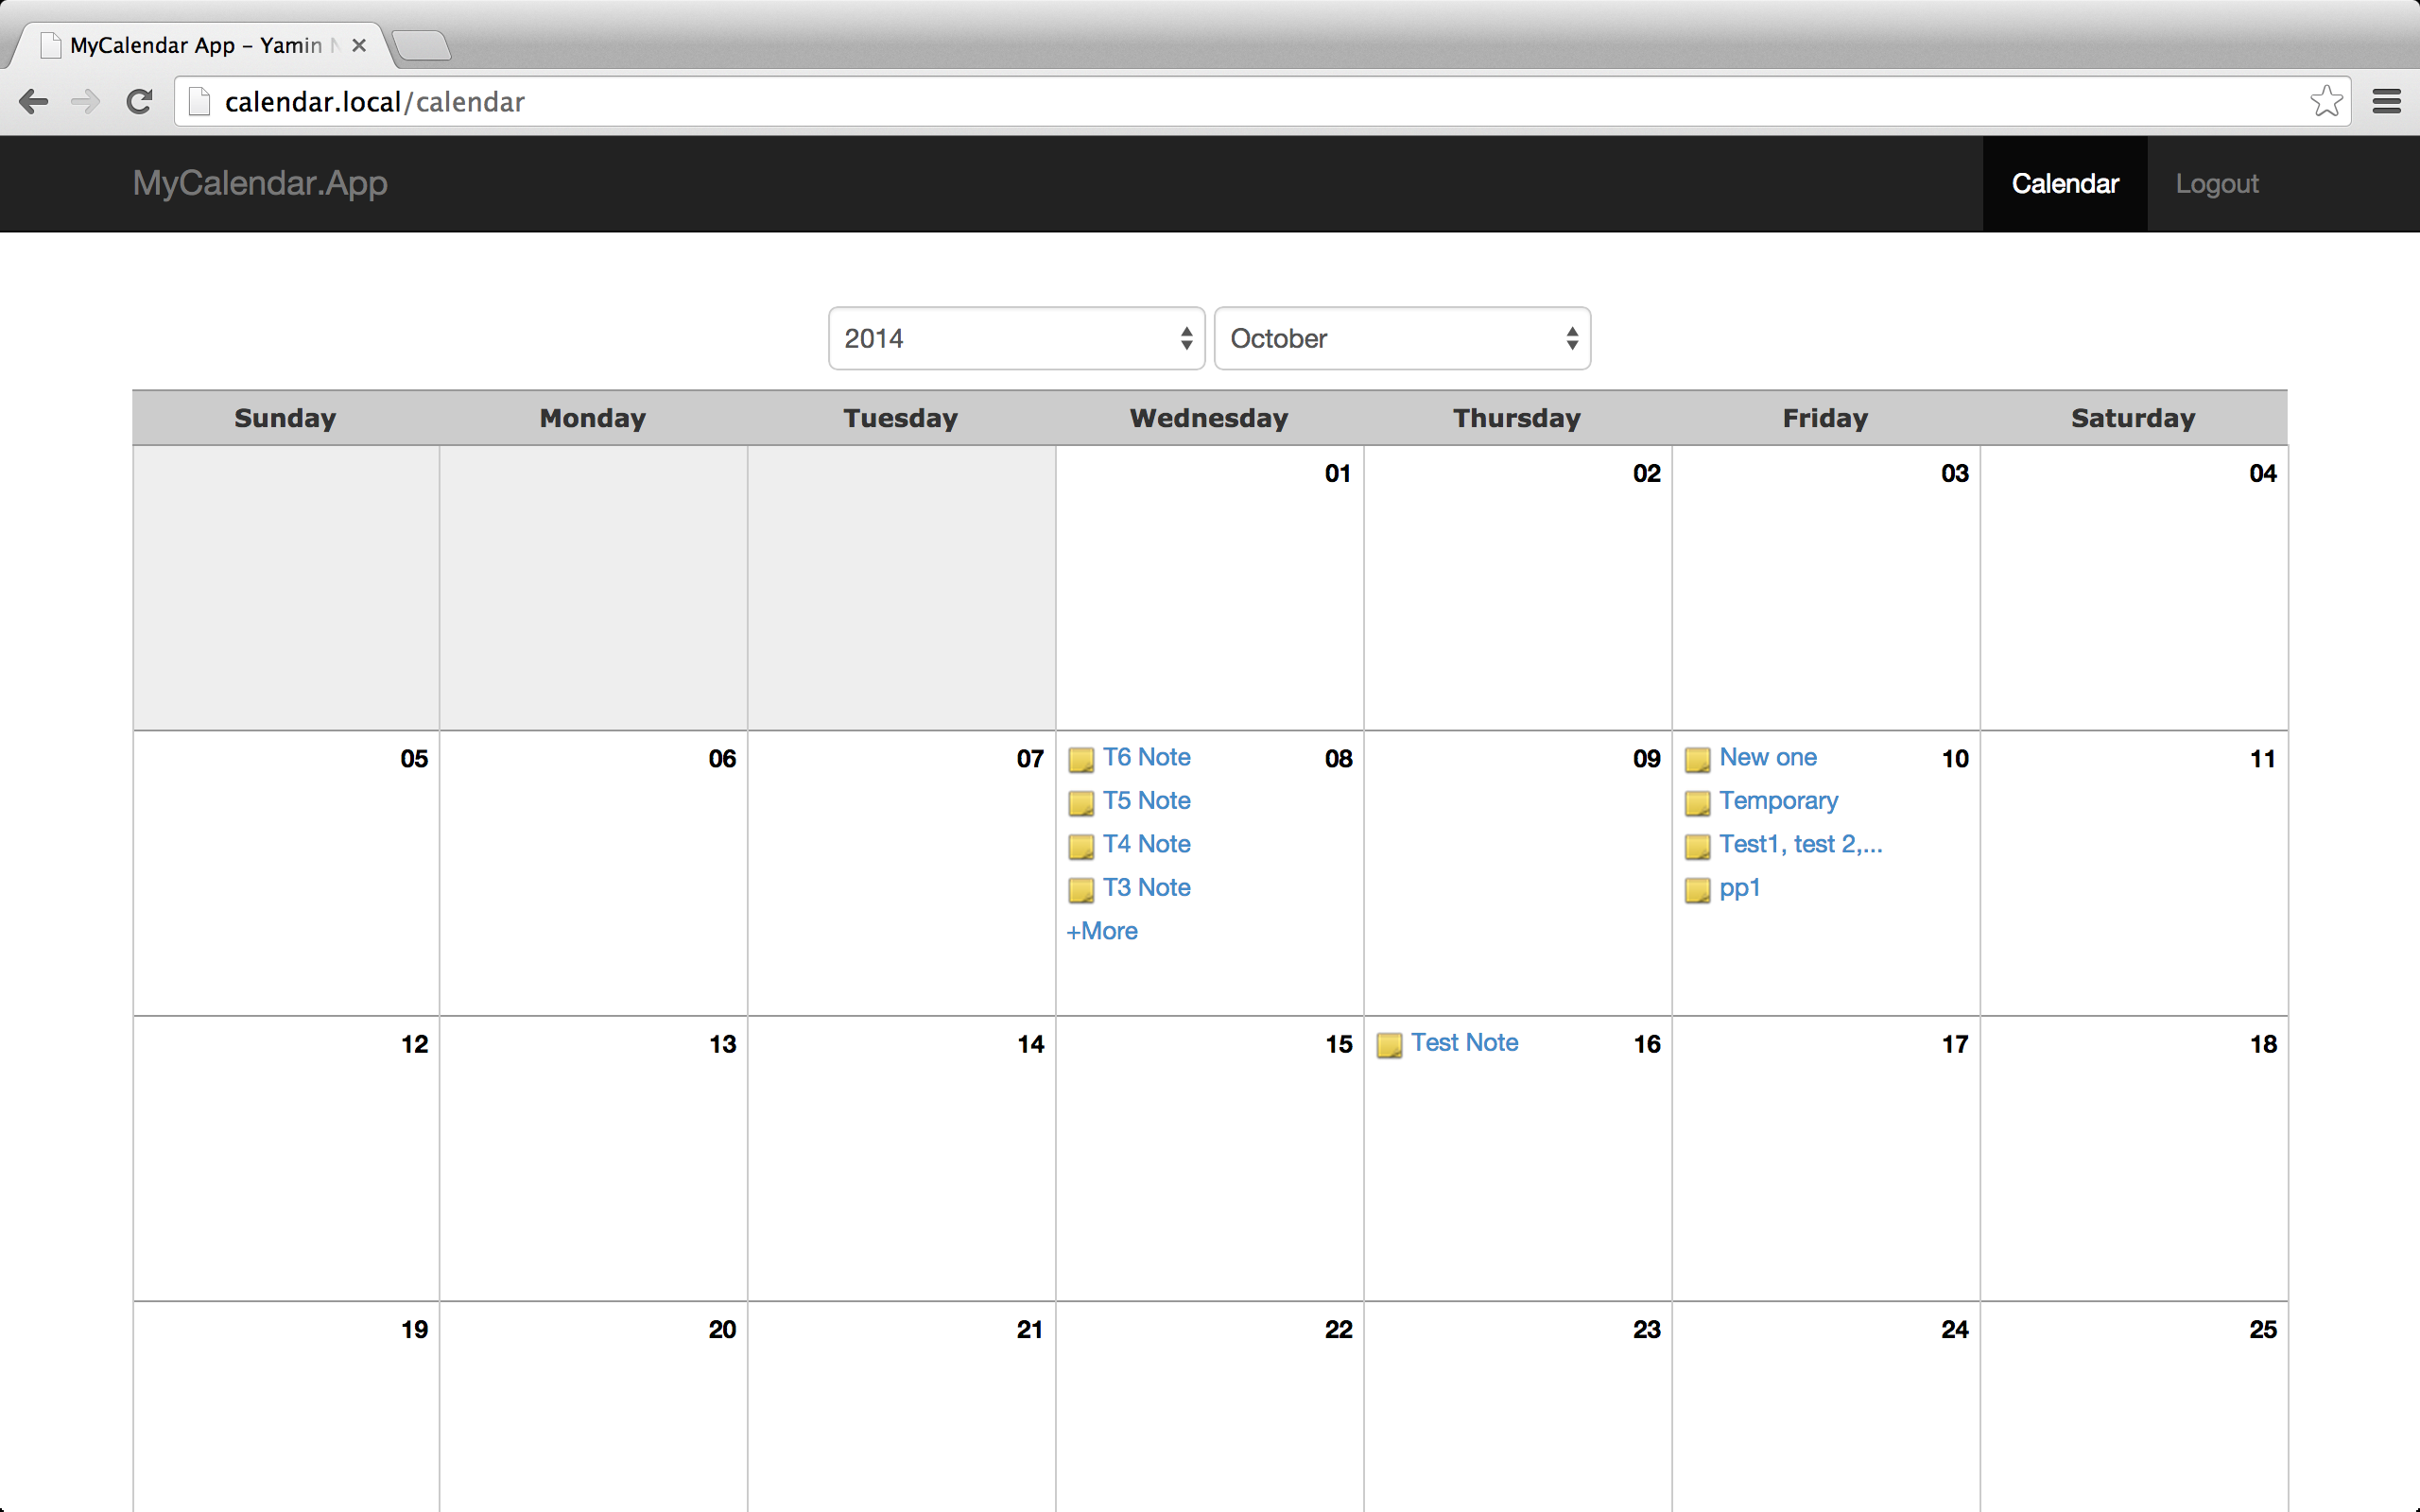 MyCalendar App – Yamin
calendar.local/calendar
MyCalendar.App Calendar Logout
2014 October
Sunday Monday Tuesday Wednesday Thursday Friday Saturday
01 02 03 04
05 06 07 T6 Note 08 09 New one 10 11
T5 Note Temporary
T4 Note Test1, test 2,...
T3 Note pp1
+More
12 13 14 15 Test Note 16 17 18
19 20 21 22 23 24 25